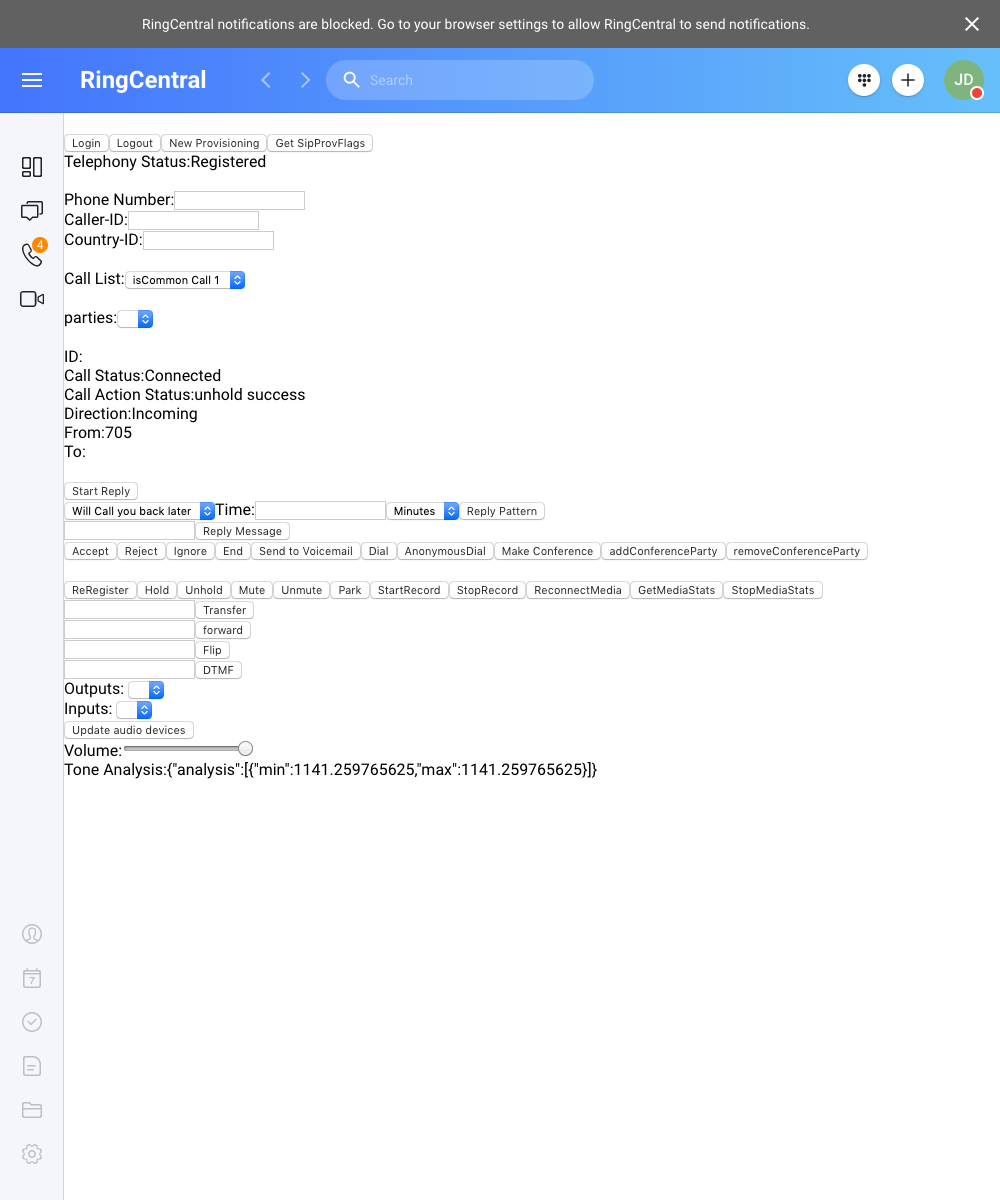 RingCentral notifications are blocked. Go to your browser settings to allow RingCentral to send notifications.
RingCentral Search JD
Login Logout New Provisioning Get SipProvFlags
Telephony Status:Registered
4
Phone Number:
Caller-ID:
Country-ID:
Call List: isCommon Call 1
parties:
ID:
Call Status:Connected
Call Action Status:unhold success
Direction:Incoming
From:705
To:
Start Reply
Will Call you back later Time: Minutes Reply Pattern
Reply Message
Accept Reject Ignore End Send to Voicemail Dial AnonymousDial Make Conference addConferenceParty removeConferenceParty
ReRegister Hold Unhold Mute Unmute Park StartRecord StopRecord ReconnectMedia GetMediaStats StopMediaStats
Transfer
forward
Flip
DTMF
Outputs:
Inputs:
Update audio devices
Volume:
Tone Analysis:{"analysis":[{"min":1141.259765625,"max":1141.259765625}]}
7